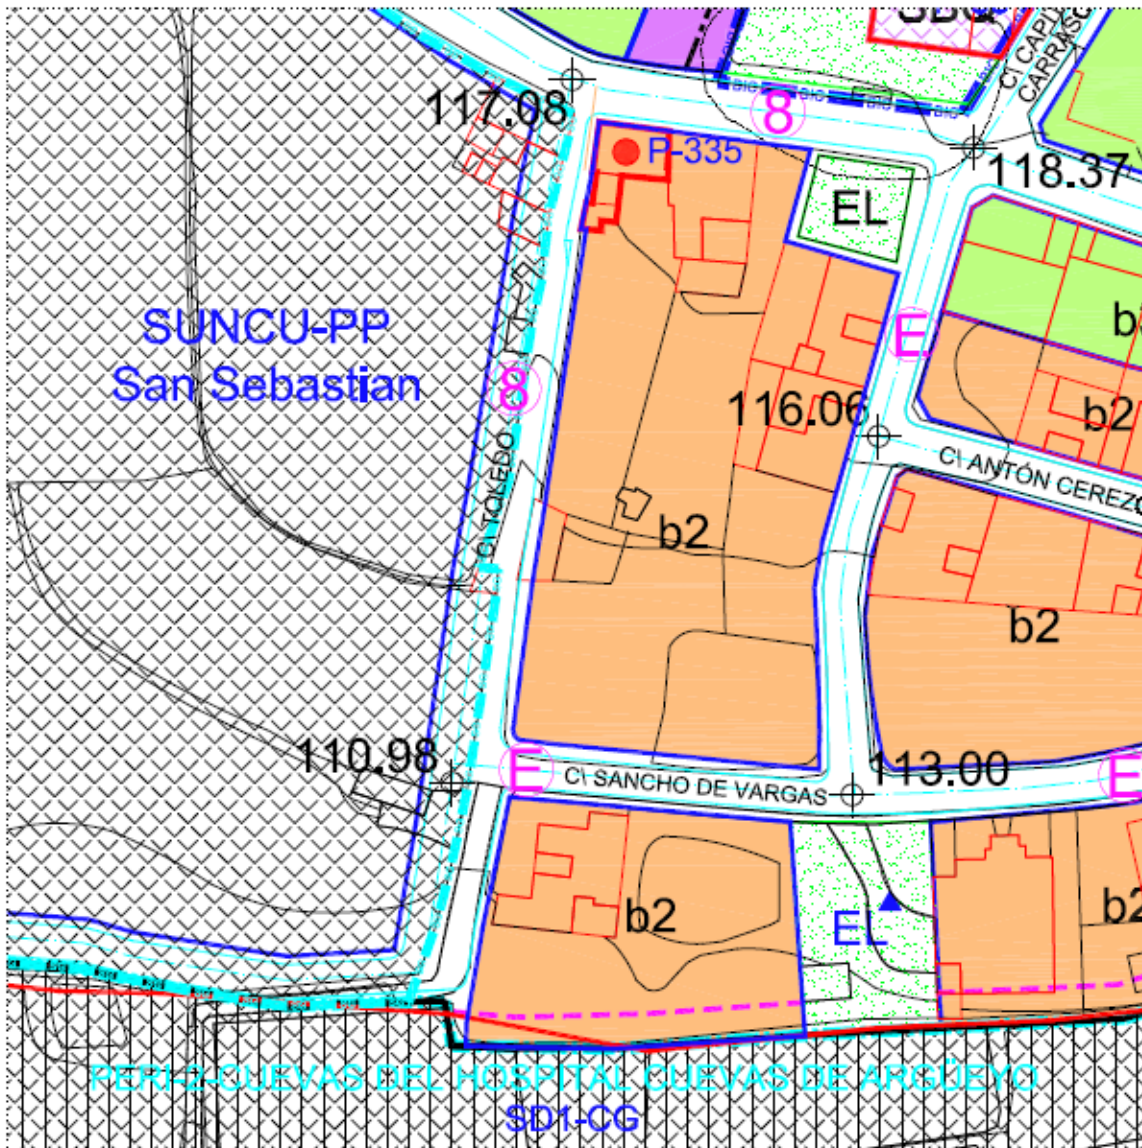 C\ CAPI
CARRASC
117.08
8
P-335
118.37
EL
SUNCU-PP
San Sebastian
E
8
116.06
b2
C\ ANTÓN CEREZO
C\ TOLEDO
b2
b2
110.98
E
C\ SANCHO DE VARGAS
113.00
E
b2
EL
b2
PERI-2-CUEVAS DEL HOSPITAL CUEVAS DE ARGÜEYO
SD1-CG